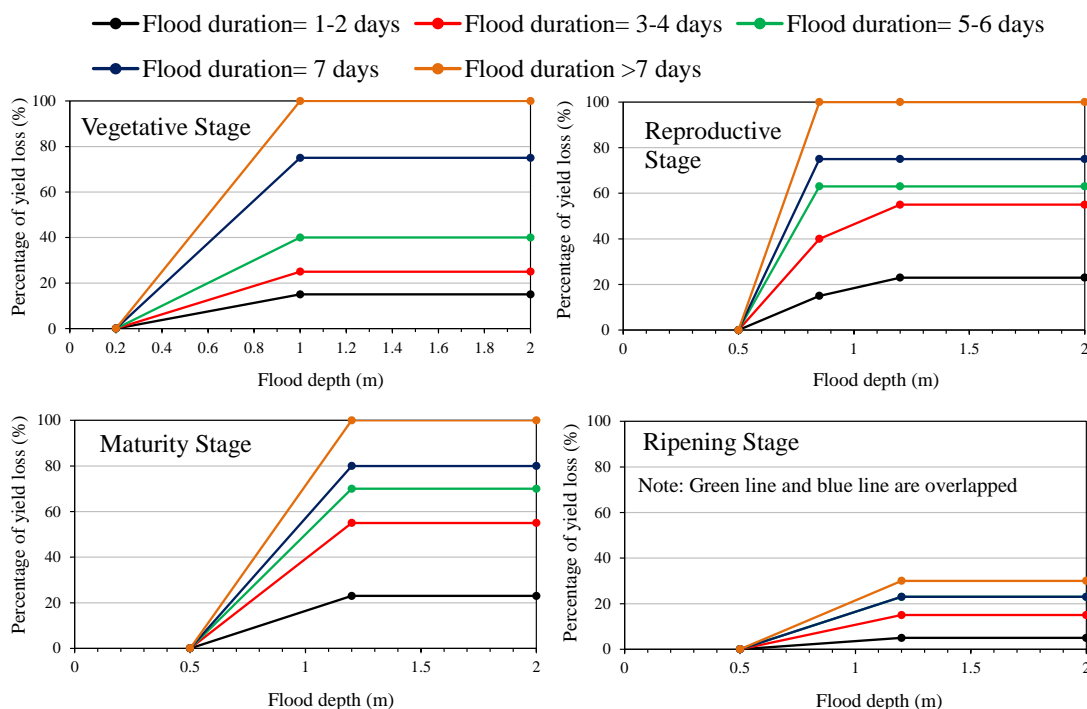 Flood duration= 1-2 days
Flood duration= 3-4 days
Flood duration= 5-6 days
Flood duration= 7 days
Flood duration >7 days
Percentage of yield loss (%)
100
80
60
40
20
0
Vegetative Stage
0 0.2 0.4 0.6 0.8 1 1.2 1.4 1.6 1.8 2
Flood depth (m)
Percentage of yield loss (%)
100
80
60
40
20
0
Reproductive
Stage
0 0.5 1 1.5 2
Flood depth (m)
Percentage of yield loss (%)
100
80
60
40
20
0
Maturity Stage
0 0.5 1 1.5 2
Flood depth (m)
Percentage of yield loss (%)
100
80
60
40
20
0
Ripening Stage
Note: Green line and blue line are overlapped
0 0.5 1 1.5 2
Flood depth (m)